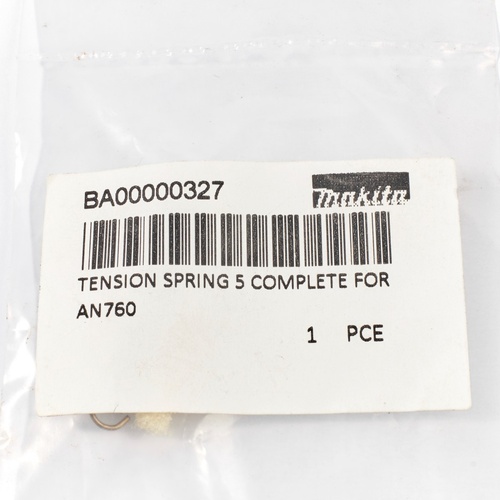 BA00000327
makita
TENSION SPRING 5 COMPLETE FOR
AN760
1 PCE